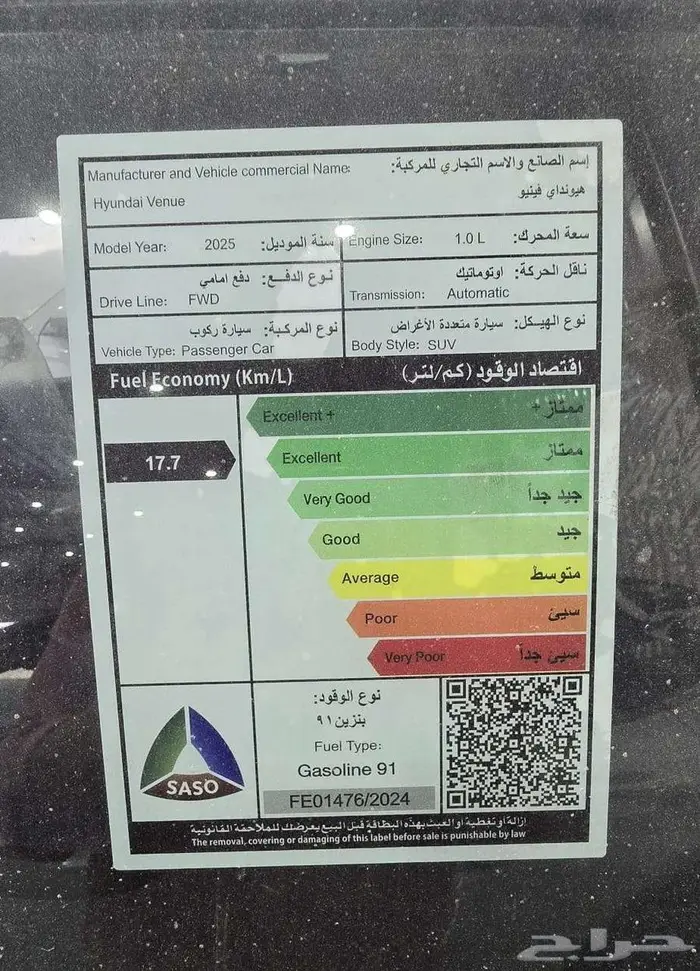 Manufacturer and Vehicle commercial Name: إسم الصانع والاسم التجاري للمركبة:
Hyundai Venue هيونداي فينيو
Model Year: 2025 سنة الموديل:
Engine Size: 1.0 L سعة المحرك:
نوع الدفـع: دفع امامي
Drive Line: FWD
ناقل الحركة: اوتوماتيك
Transmission: Automatic
نوع المركبـة: سيارة ركوب
Vehicle Type: Passenger Car
نوع الهيـكل: سيارة متعددة الأغراض
Body Style: SUV
Fuel Economy (Km/L) اقتصاد الوقود (كم/لتر)
17.7
Excellent + ممتاز +
Excellent ممتاز
Very Good جيد جداً
Good جيد
Average متوسط
Poor سيئ
Very Poor سيئ جداً
SASO
نوع الوقود:
بنزين ٩١
Fuel Type:
Gasoline 91
FE01476/2024
إزالة أو تغطية أو العبث بهذه البطاقة قبل البيع يعرضك للملاحقة القانونية
The removal, covering or damaging of this label before sale is punishable by law
حراج